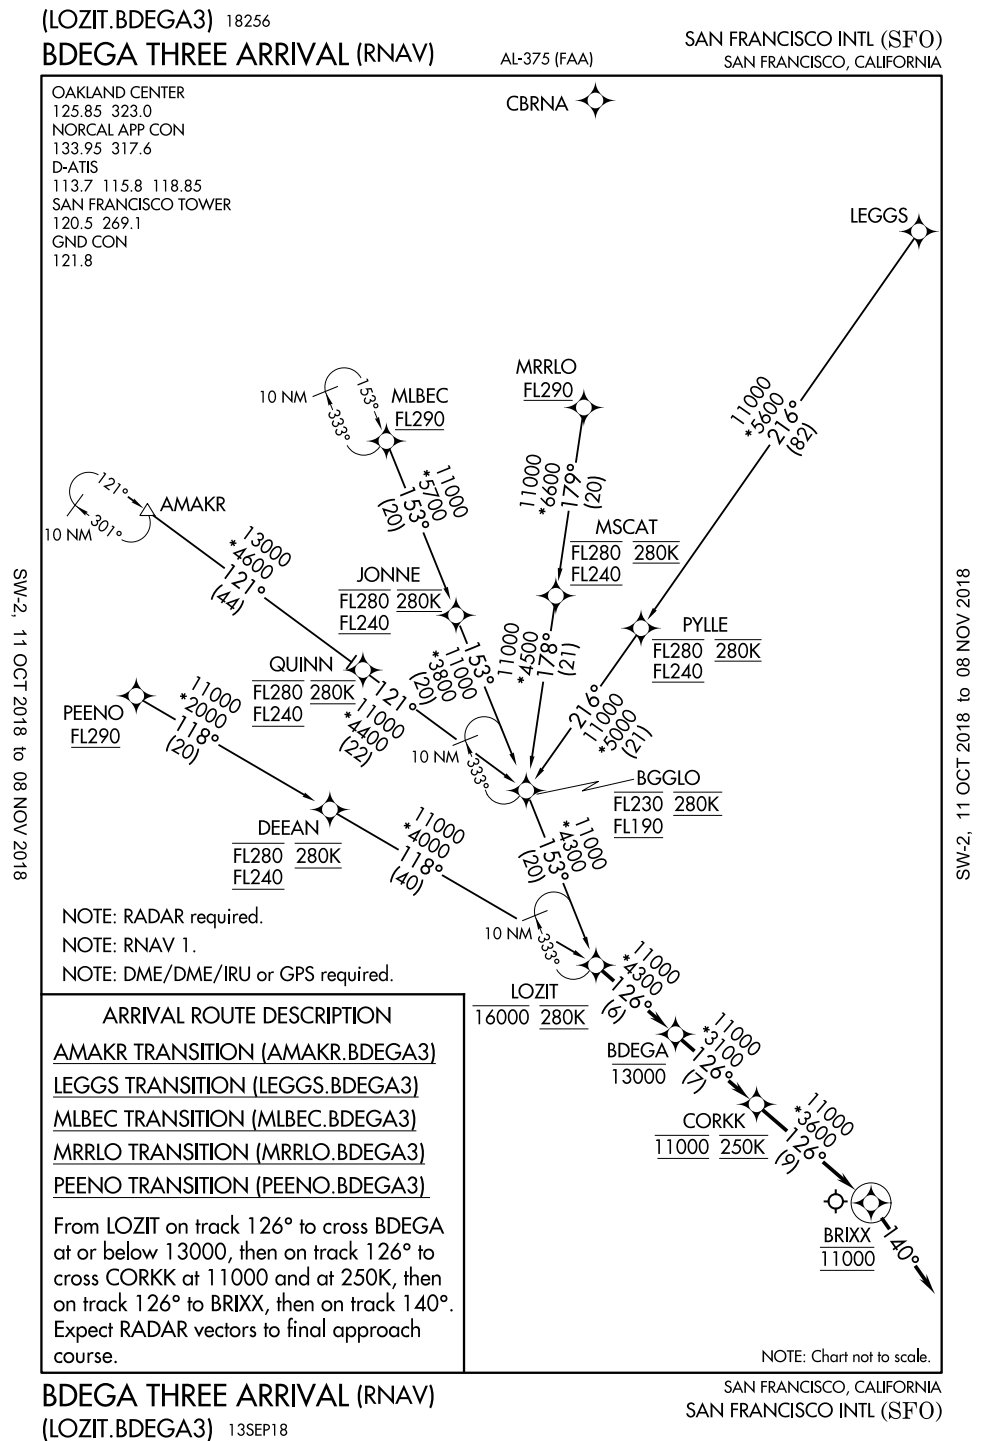 (LOZIT.BDEGA3) 18256
BDEGA THREE ARRIVAL (RNAV)
AL-375 (FAA)
SAN FRANCISCO INTL (SFO)
SAN FRANCISCO, CALIFORNIA
OAKLAND CENTER
125.85 323.0
NORCAL APP CON
133.95 317.6
D-ATIS
113.7 115.8 118.85
SAN FRANCISCO TOWER
120.5 269.1
GND CON
121.8
CBRNA
LEGGS
11000
*5600
216°
(82)
MRRLO
FL290
11000
*6600
179°
(20)
10 NM
153°
333°
MLBEC
FL290
11000
*5700
153°
(20)
10 NM
121°
301°
AMAKR
13000
*4600
121°
(44)
MSCAT
FL280 280K
FL240
JONNE
FL280 280K
FL240
PYLLE
FL280 280K
FL240
11000
*4500
178°
(21)
153°
11000
*3800
(20)
216°
11000
*5000
(21)
QUINN
FL280 280K
FL240
121°
11000
*4400
(22)
PEENO
FL290
11000
*2000
118°
(20)
10 NM
333°
BGGLO
FL230 280K
FL190
DEEAN
FL280 280K
FL240
11000
*4000
118°
(40)
11000
*4300
153°
(20)
10 NM
333°
LOZIT
16000 280K
11000
*4300
126°
(6)
BDEGA
13000
11000
*3100
126°
(7)
CORKK
11000 250K
11000
*3600
126°
(9)
BRIXX
11000
140°
NOTE: RADAR required.
NOTE: RNAV 1.
NOTE: DME/DME/IRU or GPS required.
ARRIVAL ROUTE DESCRIPTION
AMAKR TRANSITION (AMAKR.BDEGA3)
LEGGS TRANSITION (LEGGS.BDEGA3)
MLBEC TRANSITION (MLBEC.BDEGA3)
MRRLO TRANSITION (MRRLO.BDEGA3)
PEENO TRANSITION (PEENO.BDEGA3)
From LOZIT on track 126° to cross BDEGA
at or below 13000, then on track 126° to
cross CORKK at 11000 and at 250K, then
on track 126° to BRIXX, then on track 140°.
Expect RADAR vectors to final approach
course.
NOTE: Chart not to scale.
SW-2, 11 OCT 2018 to 08 NOV 2018
SW-2, 11 OCT 2018 to 08 NOV 2018
BDEGA THREE ARRIVAL (RNAV)
(LOZIT.BDEGA3) 13SEP18
SAN FRANCISCO, CALIFORNIA
SAN FRANCISCO INTL (SFO)